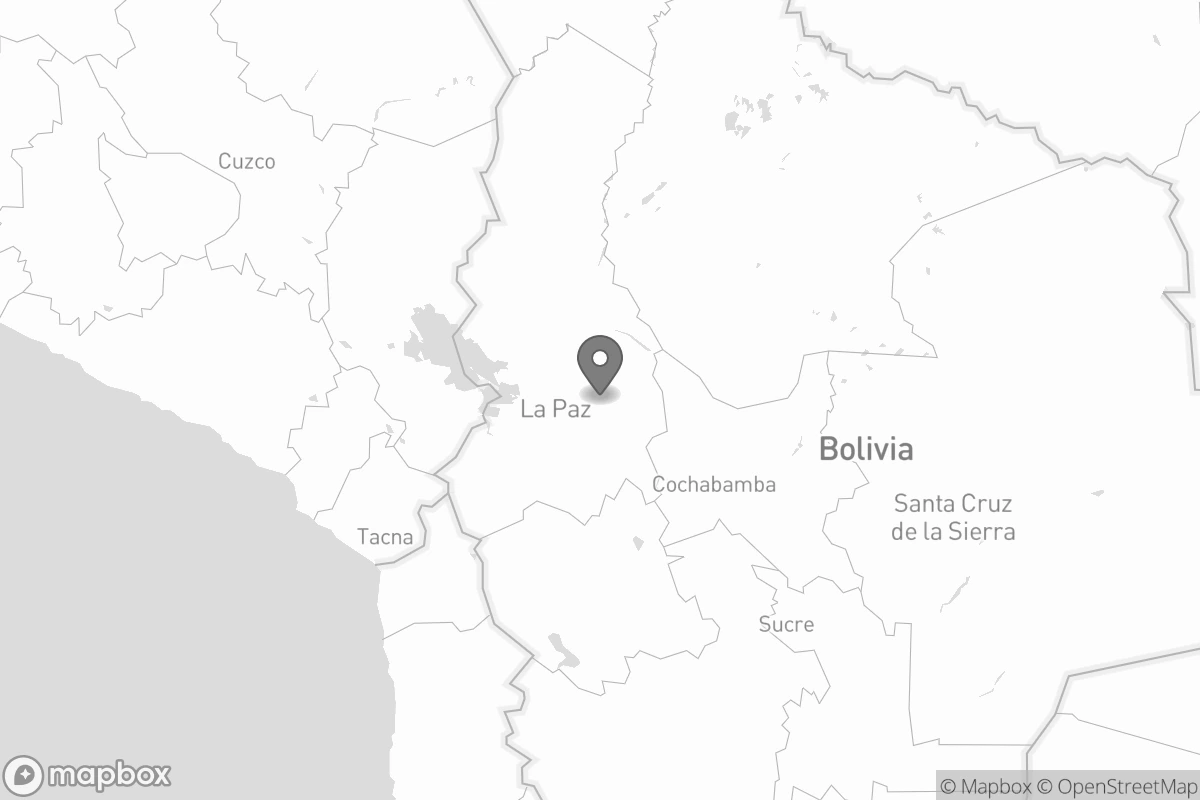 Cuzco
La Paz
Bolivia
Cochabamba
Santa Cruz
de la Sierra
Tacna
Sucre
mapbox
© Mapbox © OpenStreetMap